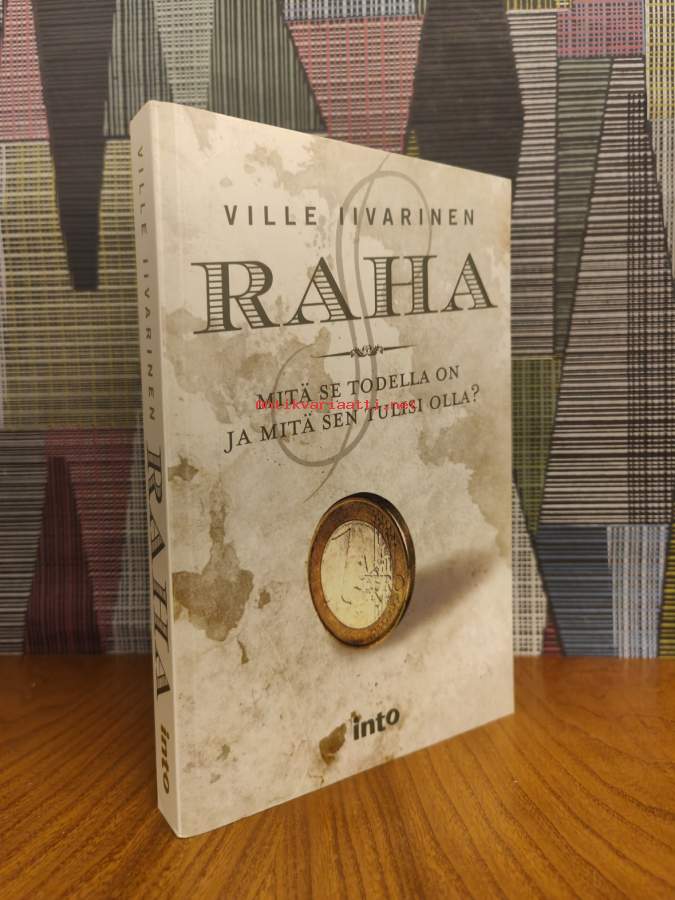 VILLE IIVARINEN
RAHA
MITÄ SE TODELLA ON
JA MITÄ SEN TULISI OLLA?
into
VILLE IIVARINEN
RAHA
into
antikvariaatti.net